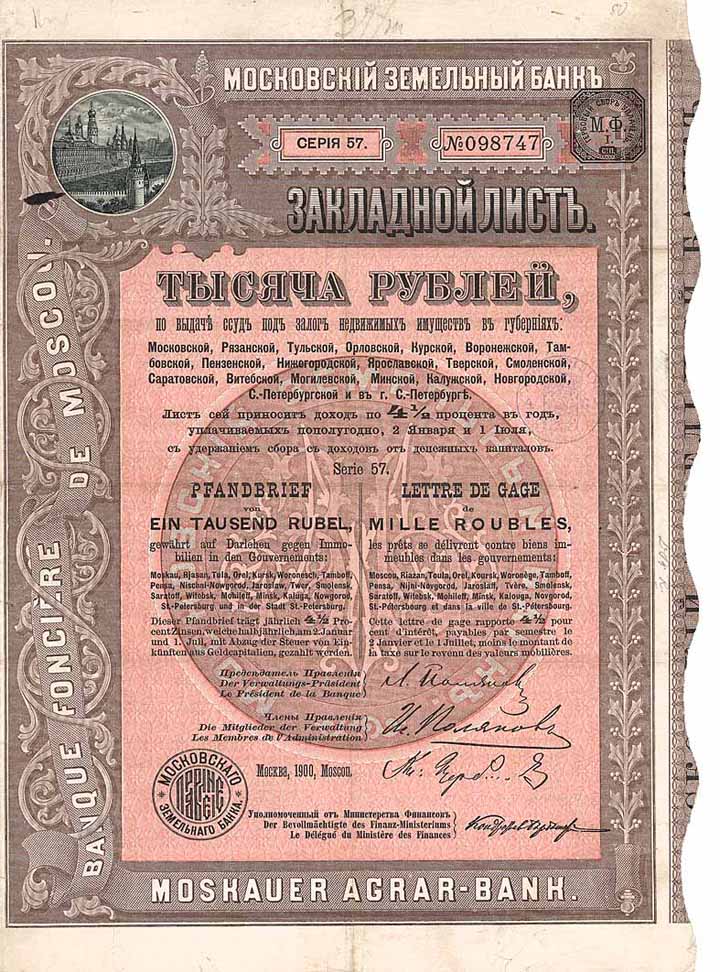 МОСКОВСКІЙ ЗЕМЕЛЬНЫЙ БАНКЪ
СЕРІЯ 57.
№098747
М.Ф.
ЗАКЛАДНОЙ ЛИСТЪ.
ТЫСЯЧА РУБЛЕЙ,
по выдачѣ ссудъ подъ залогъ недвижимыхъ имуществъ въ губерніяхъ:
Московской, Рязанской, Тульской, Орловской, Курской, Воронежской, Там-
бовской, Пензенской, Нижегородской, Ярославской, Тверской, Смоленской,
Саратовской, Витебской, Могилевской, Минской, Калужской, Новгородской,
С.-Петербургской и въ г. С.-Петербургѣ.
Листъ сей приноситъ доходъ по 4 1/2 процента въ годъ,
уплачиваемыхъ пополугодно, 2 Января и 1 Іюля,
съ удержаніемъ сбора съ доходовъ отъ денежныхъ капиталовъ.
Serie 57.
PFANDBRIEF
von
EIN TAUSEND RUBEL,
gewährt auf Darlehen gegen Immo-
bilien in den Gouvernements:
Moskau, Rjasan, Tula, Orel, Kursk, Woronesch, Tamboff,
Pensa, Nischni-Nowgorod, Jaroslaw, Twer, Smolensk,
Saratoff, Witebsk, Mohileff, Minsk, Kaluga, Nowgorod,
St.-Petersburg und in der Stadt St.-Petersburg.
Dieser Pfandbrief trägt jährlich 4 1/2 Pro-
cent Zinsen, welche halbjährlich, am 2. Januar
und 1. Juli, mit Abzug der Steuer von Ein-
künften aus Geldcapitalien, gezahlt werden.
LETTRE DE GAGE
de
MILLE ROUBLES,
les prêts se délivrent contre biens im-
meubles dans les gouvernements:
Moscou, Riazan, Toula, Orel, Koursk, Woronège, Tamboff,
Pensa, Nijni-Novgorod, Jaroslaff, Tvère, Smolensk,
Saratoff, Witebsk, Mohileff, Minsk, Kalouga, Novgorod,
St.-Pétersbourg et dans la ville de St.-Pétersbourg.
Cette lettre de gage rapporte 4 1/2 pour
cent d'intérêt, payables par semestre le
2 Janvier et le 1 Juillet, moins le montant de
la taxe sur le revenu des valeurs mobilières.
Предсѣдатель Правленія
Der Verwaltungs-Präsident
Le Président de la Banque
Члены Правленія
Die Mitglieder der Verwaltung
Les Membres de l'Administration
Москва, 1900, Moscou.
МОСКОВСКАГО
ЗЕМЕЛЬНАГО БАНКА.
Уполномоченный отъ Министерства Финансовъ
Der Bevollmächtigte des Finanz-Ministeriums
Le Délégué du Ministère des Finances
BANQUE FONCIÈRE DE MOSCOU.
MOSKAUER AGRAR-BANK.